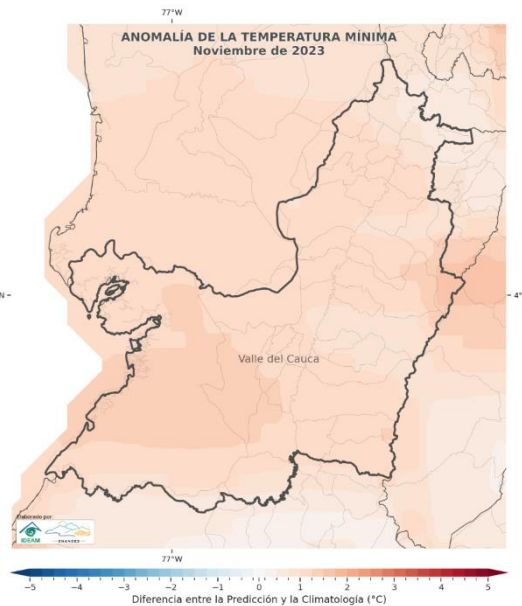 77°W
ANOMALÍA DE LA TEMPERATURA MÍNIMA
Noviembre de 2023
N
4°
Valle del Cauca
Elaborado por:
IDEAM
77°W
−5 −4 −3 −2 −1 0 1 2 3 4 5
Diferencia entre la Predicción y la Climatología (°C)